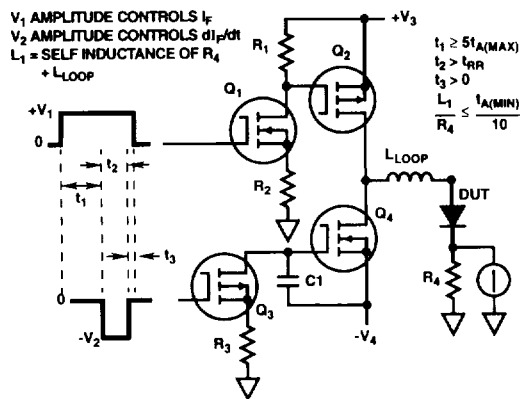 V1 AMPLITUDE CONTROLS IF
V2 AMPLITUDE CONTROLS dIF/dt
L1 = SELF INDUCTANCE OF R4
+ LLOOP
+V3
t1 ≥ 5tA(MAX)
t2 > tRR
t3 > 0
L1/R4 ≤ tA(MIN)/10
R1
Q2
Q1
+V1
0
t2
t1
t3
R2
LLOOP
DUT
Q4
R4
0
-V2
C1
Q3
R3
-V4